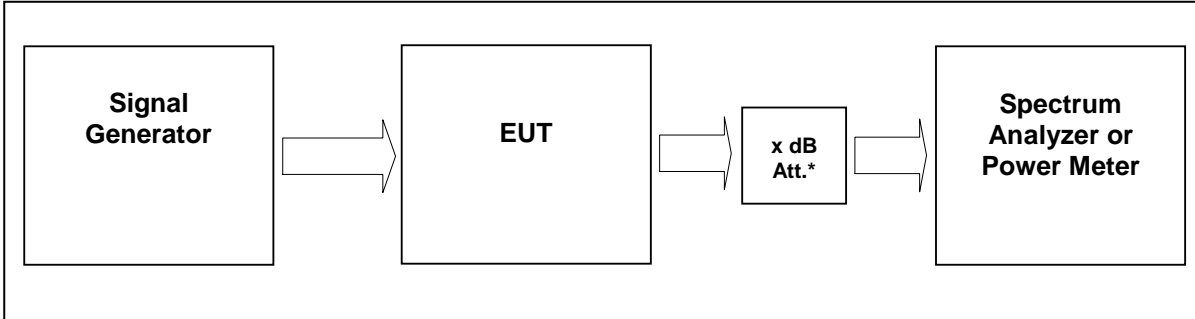 Signal
Generator
EUT
x dB
Att.*
Spectrum
Analyzer or
Power Meter